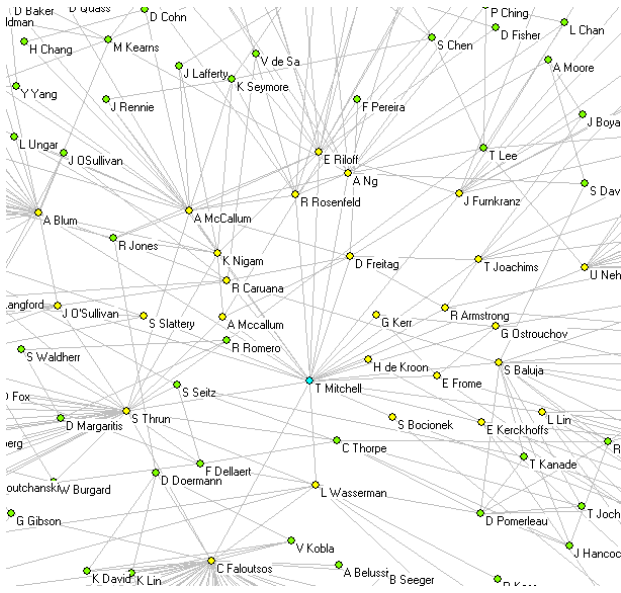 D Baker
D Cohn
P Ching
L Chan
D Fisher
H Chang
M Kearns
S Chen
V de Sa
A Moore
J Lafferty
K Seymore
Y Yang
J Rennie
F Pereira
J Boya
L Ungar
J OSullivan
E Riloff
T Lee
A Ng
S Dav
R Rosenfeld
J Furnkranz
A Blum
A McCallum
R Jones
K Nigam
D Freitag
T Joachims
U Neh
R Caruana
J O'Sullivan
R Armstrong
S Slattery
A Mccallum
G Kerr
G Ostrouchov
R Romero
S Waldherr
H de Kroon
S Baluja
T Mitchell
E Frome
S Seitz
D Fox
S Thrun
L Lin
D Margaritis
S Bocionek
E Kerckhoffs
C Thorpe
T Kanade
F Dellaert
D Doermann
W Burgard
L Wasserman
G Gibson
D Pomerleau
T Joch
V Kobla
J Hancoc
C Faloutsos
A Belussi
K David
K Lin
B Seeger